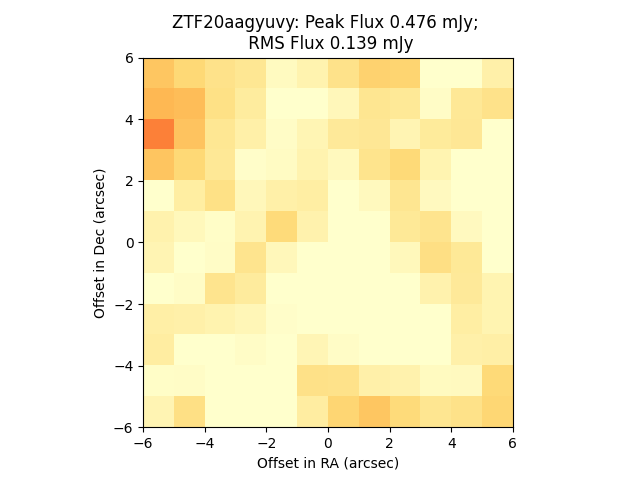 ZTF20aagyuvy: Peak Flux 0.476 mJy;
RMS Flux 0.139 mJy
6
4
2
0
−2
−4
−6
Offset in Dec (arcsec)
−6 −4 −2 0 2 4 6
Offset in RA (arcsec)